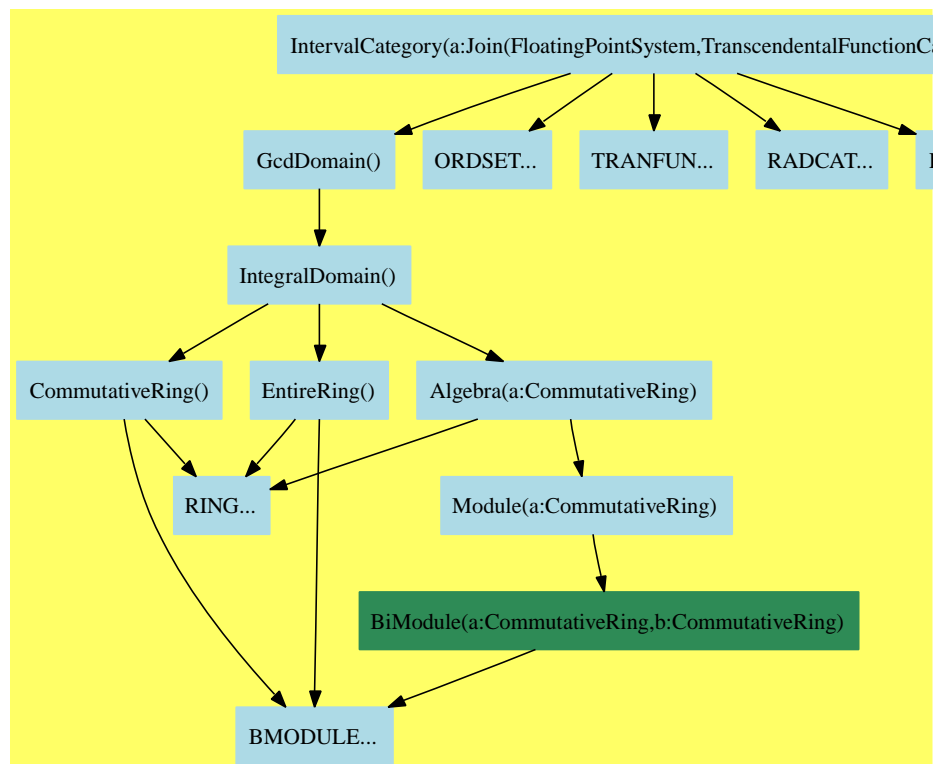 IntervalCategory(a:Join(FloatingPointSystem,TranscendentalFunctionCa
GcdDomain()
ORDSET...
TRANFUN...
RADCAT...
IntegralDomain()
CommutativeRing()
EntireRing()
Algebra(a:CommutativeRing)
RING...
Module(a:CommutativeRing)
BiModule(a:CommutativeRing,b:CommutativeRing)
BMODULE...